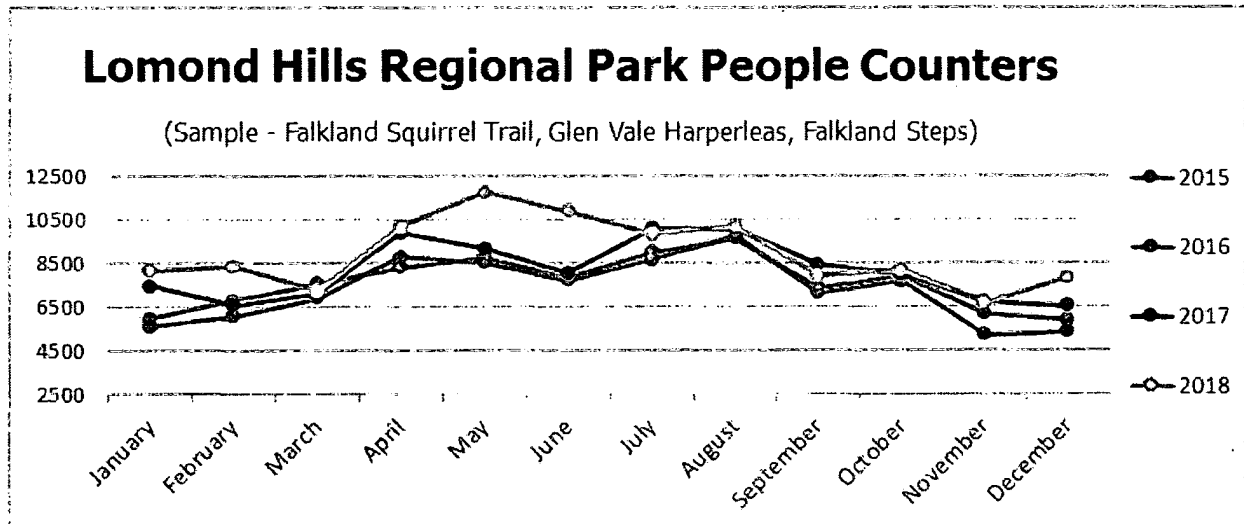 Lomond Hills Regional Park People Counters
(Sample - Falkland Squirrel Trail, Glen Vale Harperleas, Falkland Steps)
12500
10500
8500
6500
4500
2500
January
February
March
April
May
June
July
August
September
October
November
December
2015
2016
2017
2018